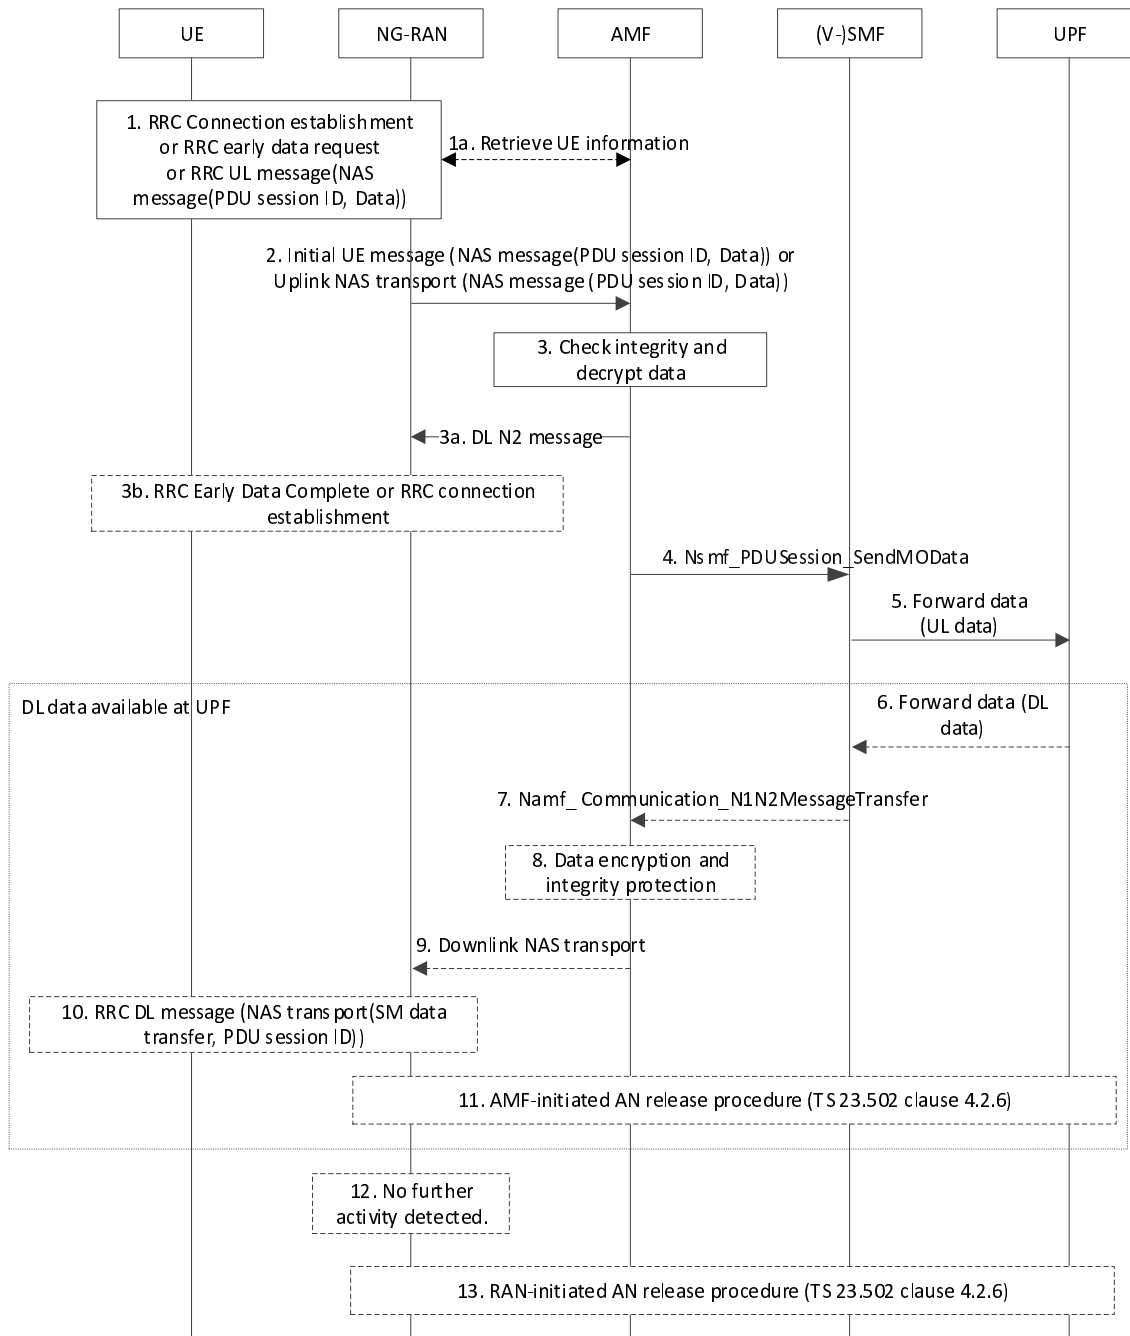 UE
NG-RAN
AMF
(V-)SMF
UPF
1. RRC Connection establishment
or RRC early data request
or RRC UL message(NAS
message(PDU session ID, Data))
1a. Retrieve UE information
2. Initial UE message (NAS message(PDU session ID, Data)) or
Uplink NAS transport (NAS message (PDU session ID, Data))
3. Check integrity and
decrypt data
3a. DL N2 message
3b. RRC Early Data Complete or RRC connection
establishment
4. Nsmf_PDUSession_SendMOData
5. Forward data
(UL data)
DL data available at UPF
6. Forward data (DL
data)
7. Namf_ Communication_N1N2MessageTransfer
8. Data encryption and
integrity protection
9. Downlink NAS transport
10. RRC DL message (NAS transport(SM data
transfer, PDU session ID))
11. AMF-initiated AN release procedure (TS 23.502 clause 4.2.6)
12. No further
activity detected.
13. RAN-initiated AN release procedure (TS 23.502 clause 4.2.6)